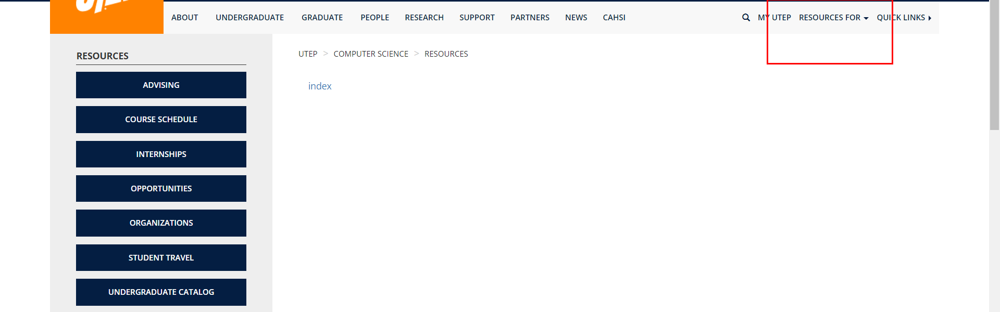 ABOUT UNDERGRADUATE GRADUATE PEOPLE RESEARCH SUPPORT PARTNERS NEWS CAHSI MY UTEP RESOURCES FOR QUICK LINKS
RESOURCES
ADVISING
COURSE SCHEDULE
INTERNSHIPS
OPPORTUNITIES
ORGANIZATIONS
STUDENT TRAVEL
UNDERGRADUATE CATALOG
UTEP > COMPUTER SCIENCE > RESOURCES
index